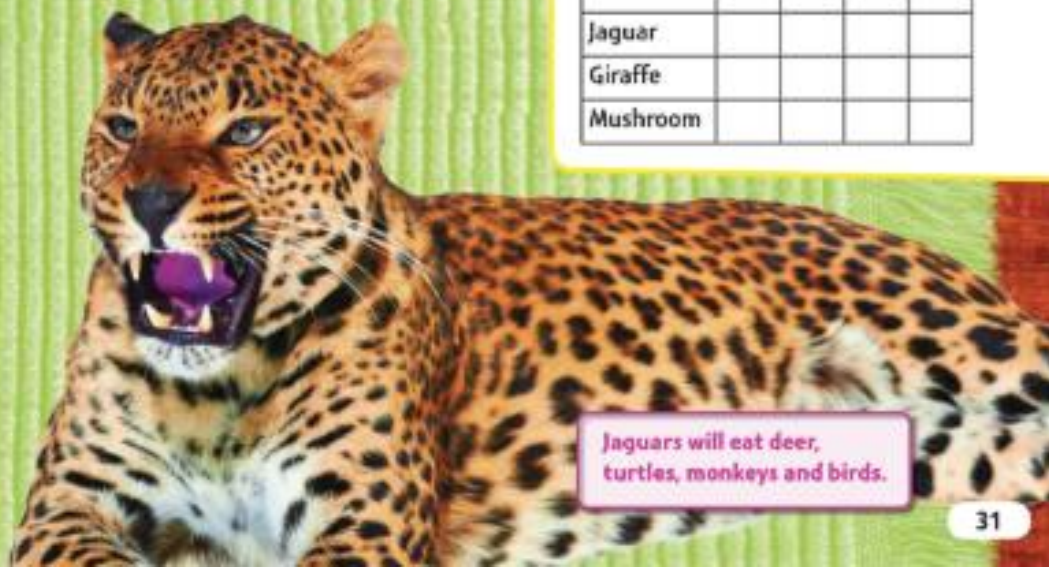 Jaguar
Giraffe
Mushroom
Jaguars will eat deer,
turtles, monkeys and birds.
31